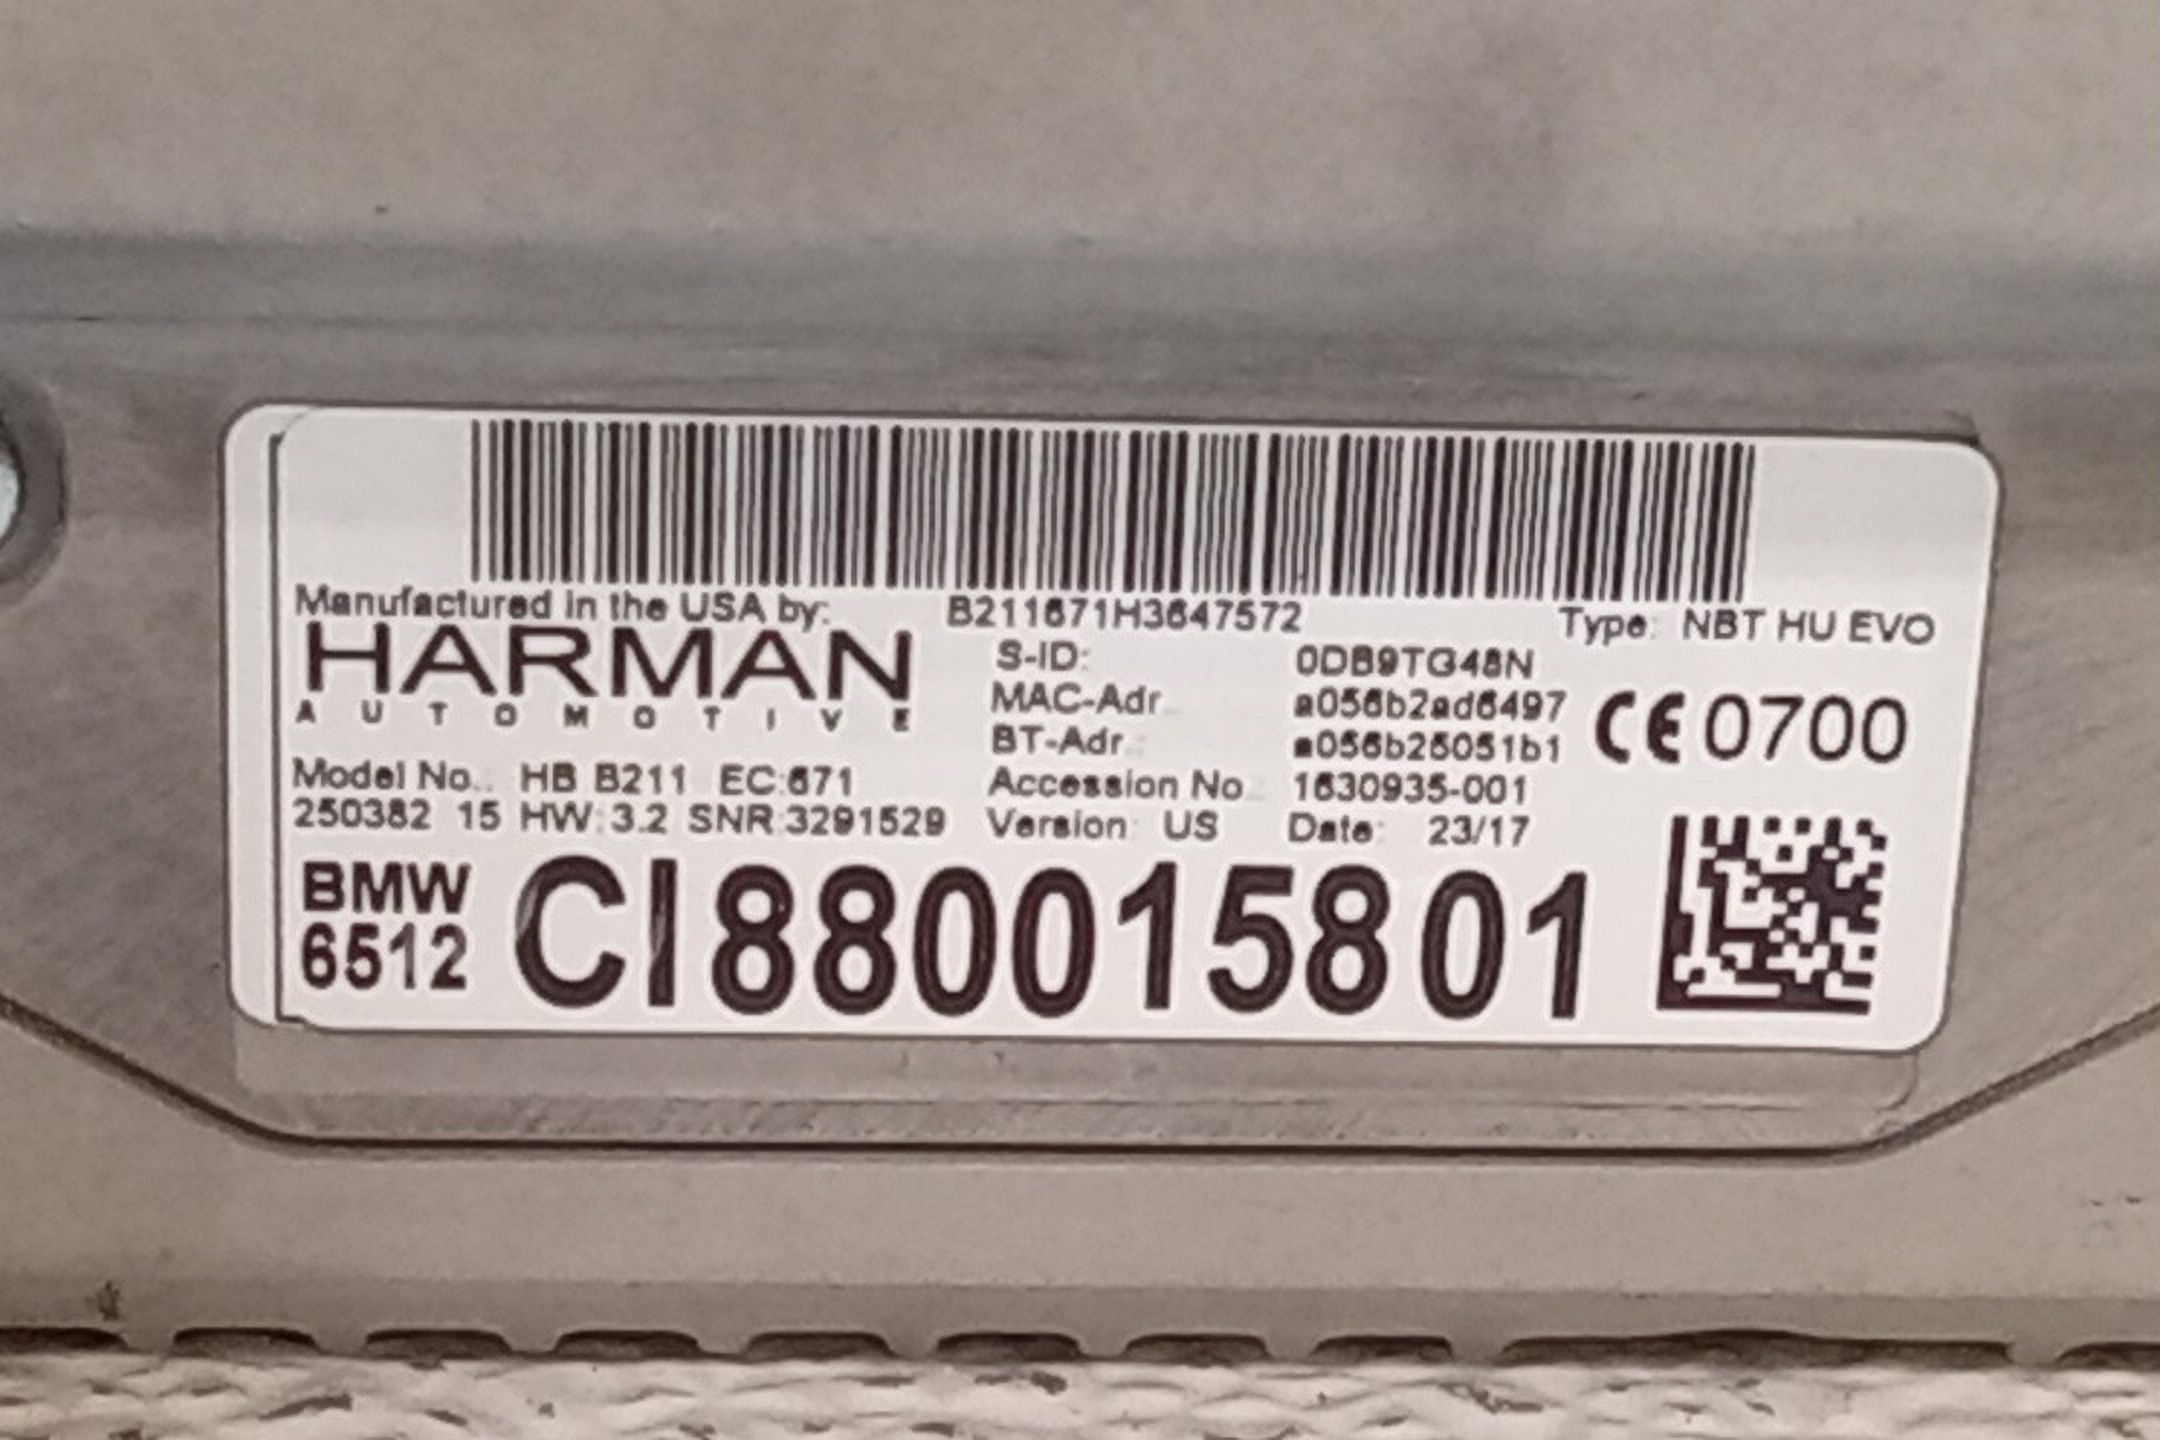 Manufactured in the USA by: B211671H3647572 Type: NBT HU EVO
HARMAN
AUTOMOTIVE
S-ID: 0DB9TG48N
MAC-Adr. a056b2ad6497
BT-Adr. a056b25051b1
CE 0700
Model No.: HB B211 EC:671 Accession No. 1630935-001
250382 15 HW:3.2 SNR:3291529 Version: US Date: 23/17
BMW
6512
CI 8800158 01